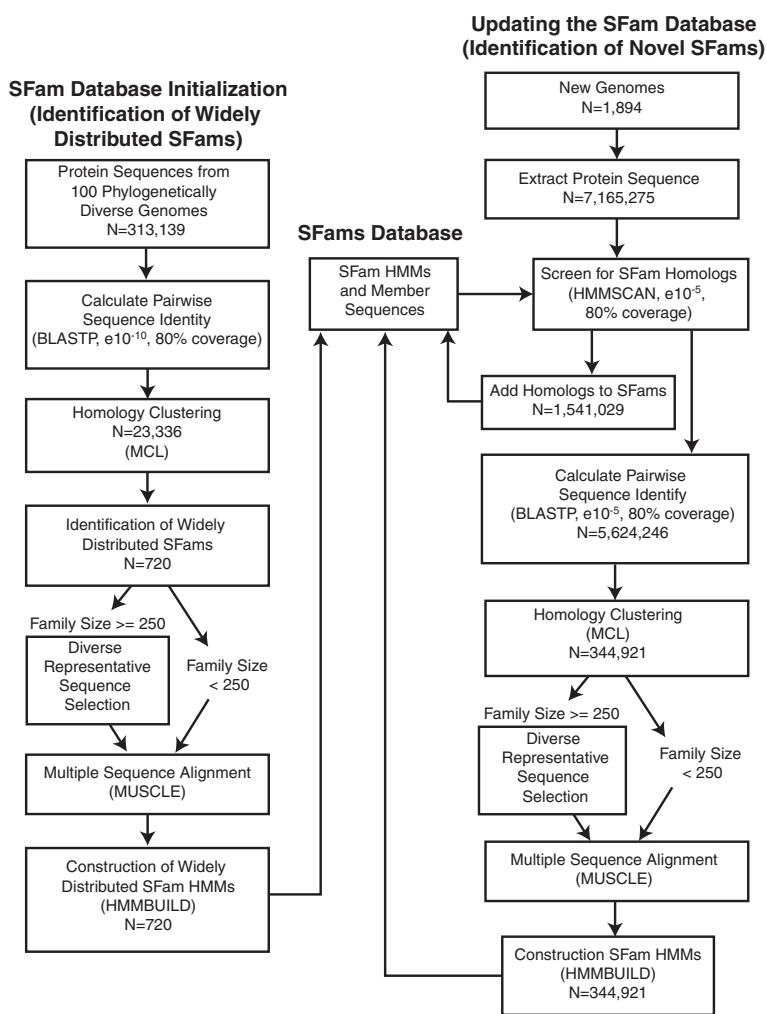 SFam Database Initialization
(Identification of Widely
Distributed SFams)
Protein Sequences from
100 Phylogenetically
Diverse Genomes
N=313,139
Calculate Pairwise
Sequence Identity
(BLASTP, e10-10, 80% coverage)
Homology Clustering
N=23,336
(MCL)
Identification of Widely
Distributed SFams
N=720
Family Size >= 250
Diverse
Representative
Sequence
Selection
Family Size
< 250
Multiple Sequence Alignment
(MUSCLE)
Construction of Widely
Distributed SFam HMMs
(HMMBUILD)
N=720
SFams Database
SFam HMMs
and Member
Sequences
Updating the SFam Database
(Identification of Novel SFams)
New Genomes
N=1,894
Extract Protein Sequence
N=7,165,275
Screen for SFam Homologs
(HMMSCAN, e10-5,
80% coverage)
Add Homologs to SFams
N=1,541,029
Calculate Pairwise
Sequence Identify
(BLASTP, e10-5, 80% coverage)
N=5,624,246
Homology Clustering
(MCL)
N=344,921
Family Size >= 250
Diverse
Representative
Sequence
Selection
Family Size
< 250
Multiple Sequence Alignment
(MUSCLE)
Construction SFam HMMs
(HMMBUILD)
N=344,921